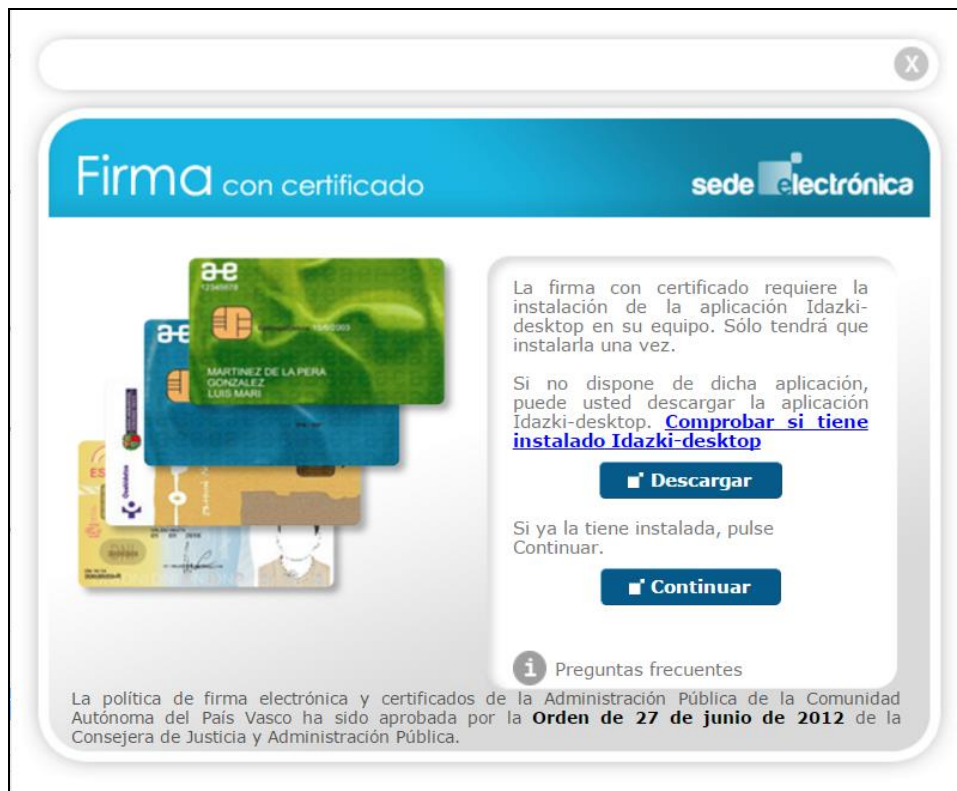 X
Firma con certificado
sede electrónica
a-e
12345678
MARTINEZ DE LA PERA
GONZALEZ
LUIS MARI
a-e
ES
La firma con certificado requiere la
instalación de la aplicación Idazki-
desktop en su equipo. Sólo tendrá que
instalarla una vez.
Si no dispone de dicha aplicación,
puede usted descargar la aplicación
Idazki-desktop. Comprobar si tiene
instalado Idazki-desktop
Descargar
Si ya la tiene instalada, pulse
Continuar.
Continuar
i Preguntas frecuentes
La política de firma electrónica y certificados de la Administración Pública de la Comunidad
Autónoma del País Vasco ha sido aprobada por la Orden de 27 de junio de 2012 de la
Consejera de Justicia y Administración Pública.